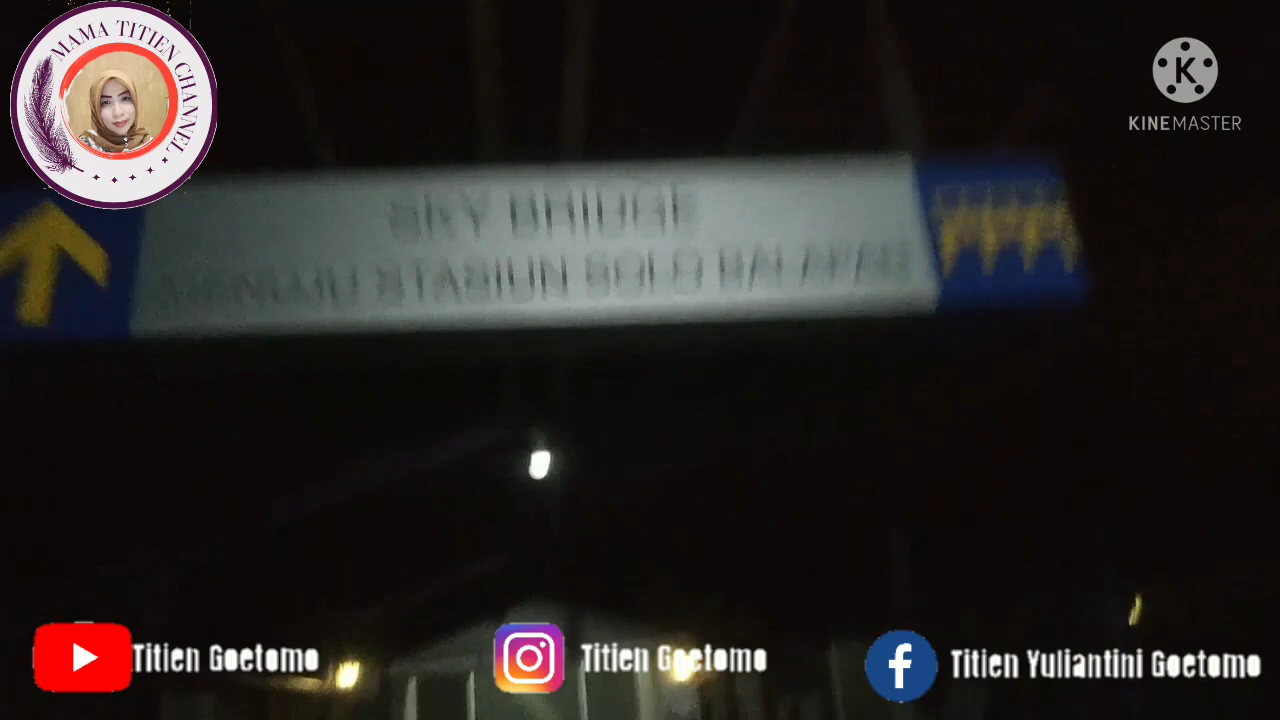 MAMA TITIEN CHANNEL
K
KINEMASTER
SKY BRIDGE
MENUJU STASIUN SOLO BALAPAN
Titien Goetomo
Titien Goetomo
f
Titien Yuliantini Goetomo